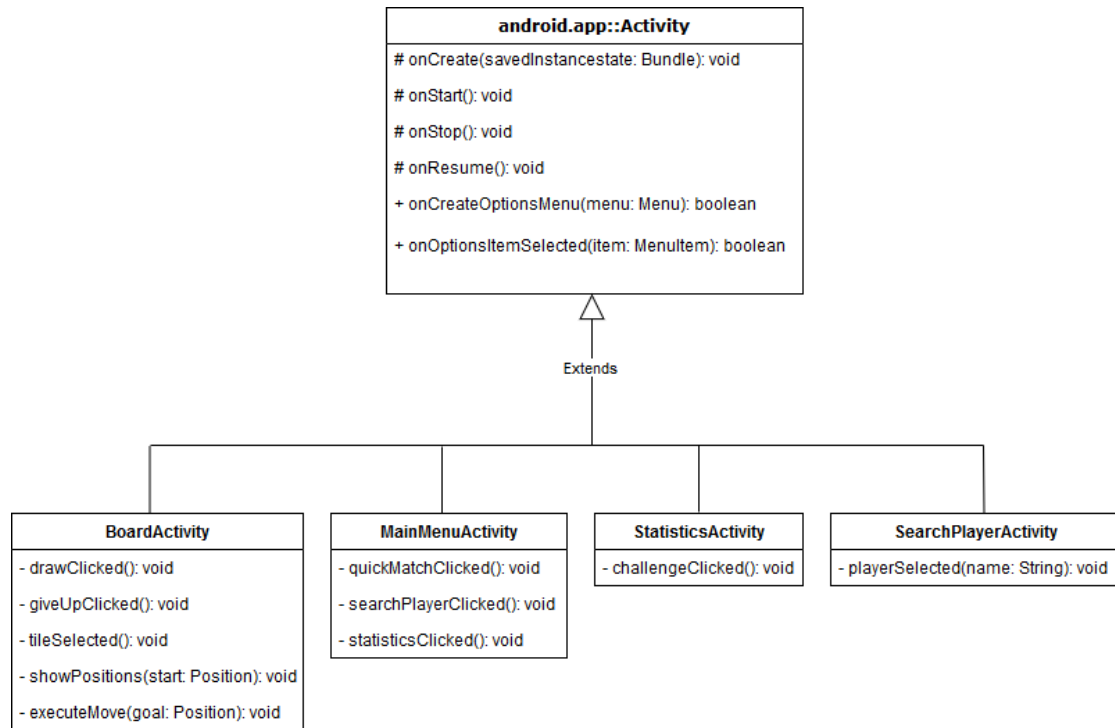 android.app::Activity
# onCreate(savedInstancestate: Bundle): void
# onStart(): void
# onStop(): void
# onResume(): void
+ onCreateOptionsMenu(menu: Menu): boolean
+ onOptionsItemSelected(item: MenuItem): boolean
Extends
BoardActivity
- drawClicked(): void
- giveUpClicked(): void
- tileSelected(): void
- showPositions(start: Position): void
- executeMove(goal: Position): void
MainMenuActivity
- quickMatchClicked(): void
- searchPlayerClicked(): void
- statisticsClicked(): void
StatisticsActivity
- challengeClicked(): void
SearchPlayerActivity
- playerSelected(name: String): void